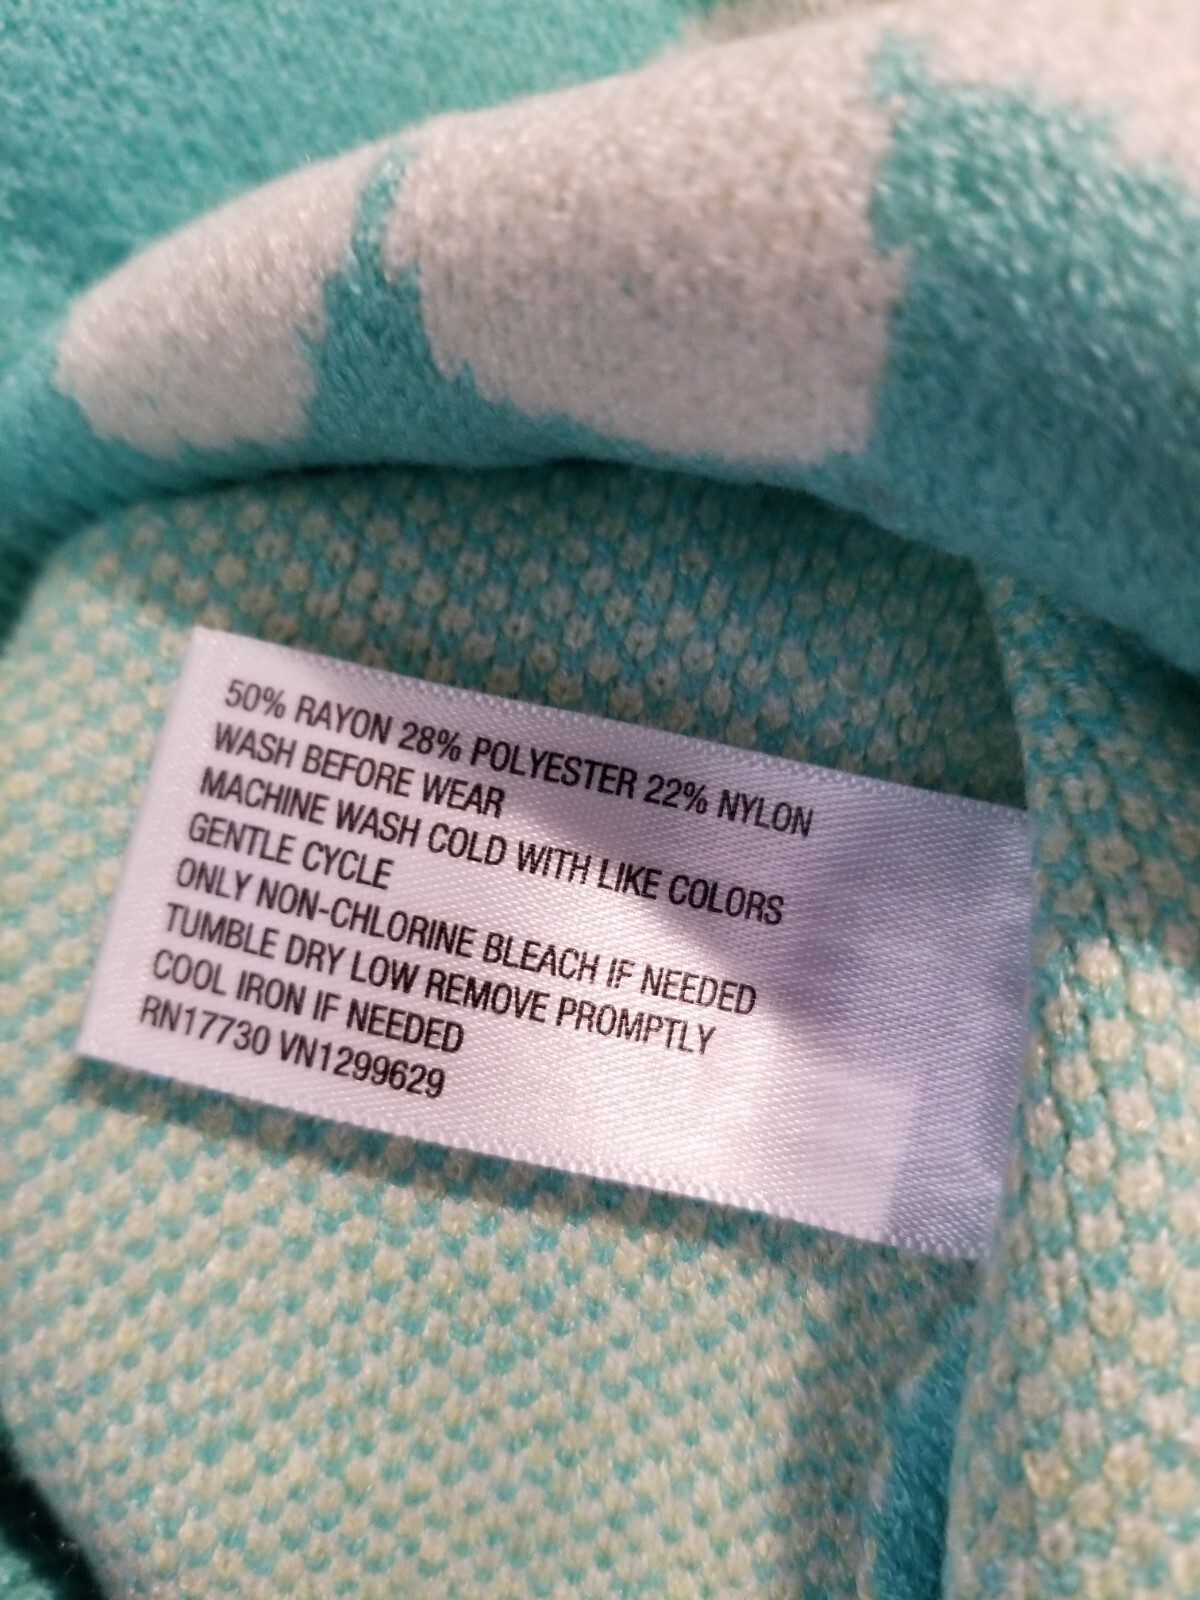 50% RAYON 28% POLYESTER 22% NYLON
WASH BEFORE WEAR
MACHINE WASH COLD WITH LIKE COLORS
GENTLE CYCLE
ONLY NON-CHLORINE BLEACH IF NEEDED
TUMBLE DRY LOW REMOVE PROMPTLY
COOL IRON IF NEEDED
RN17730 VN1299629